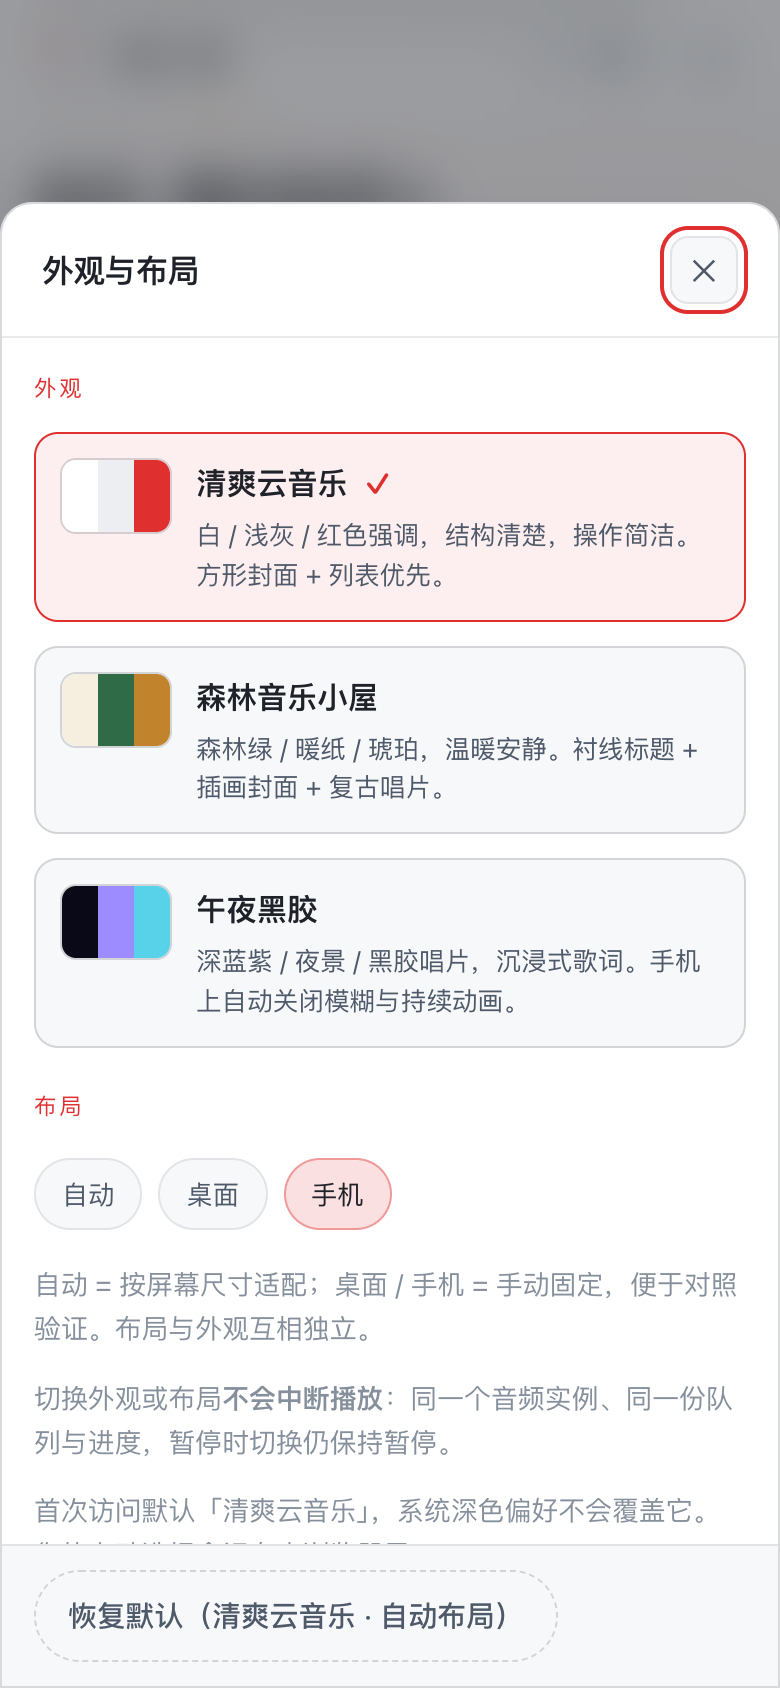 外观与布局
外观
清爽云音乐
白 / 浅灰 / 红色强调，结构清楚，操作简洁。
方形封面 + 列表优先。
森林音乐小屋
森林绿 / 暖纸 / 琥珀，温暖安静。衬线标题 +
插画封面 + 复古唱片。
午夜黑胶
深蓝紫 / 夜景 / 黑胶唱片，沉浸式歌词。手机
上自动关闭模糊与持续动画。
布局
自动 桌面 手机
自动 = 按屏幕尺寸适配；桌面 / 手机 = 手动固定，便于对照
验证。布局与外观互相独立。
切换外观或布局不会中断播放：同一个音频实例、同一份队
列与进度，暂停时切换仍保持暂停。
首次访问默认「清爽云音乐」，系统深色偏好不会覆盖它。
恢复默认（清爽云音乐 · 自动布局）